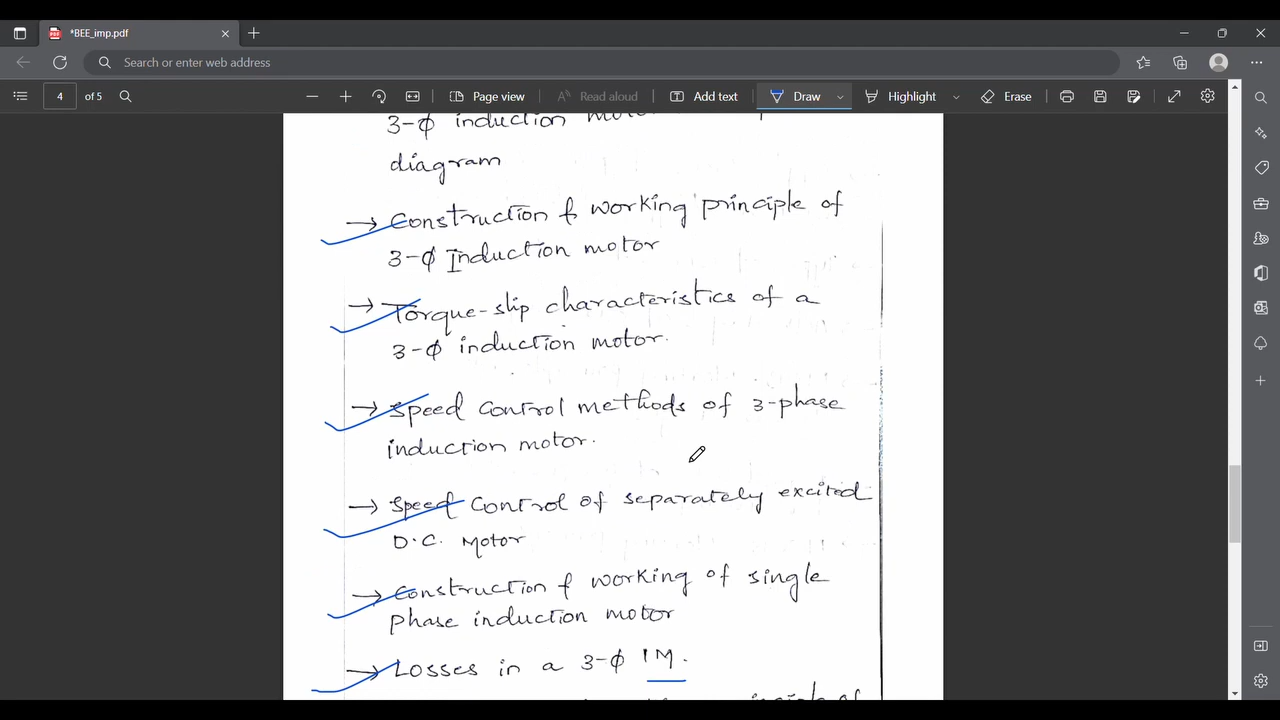 *BEE_imp.pdf
Search or enter web address
4 of 5
Page view
Read aloud
Add text
Draw
Highlight
Erase
3-ϕ induction
diagram
→ Construction & working principle of
3-ϕ Induction motor
→ Torque-slip characteristics of a
3-ϕ induction motor.
→ Speed control methods of 3-phase
induction motor.
→ Speed control of separately excited
D.C. Motor
→ Construction & working of single
phase induction motor
→ Losses in a 3-ϕ IM.
of